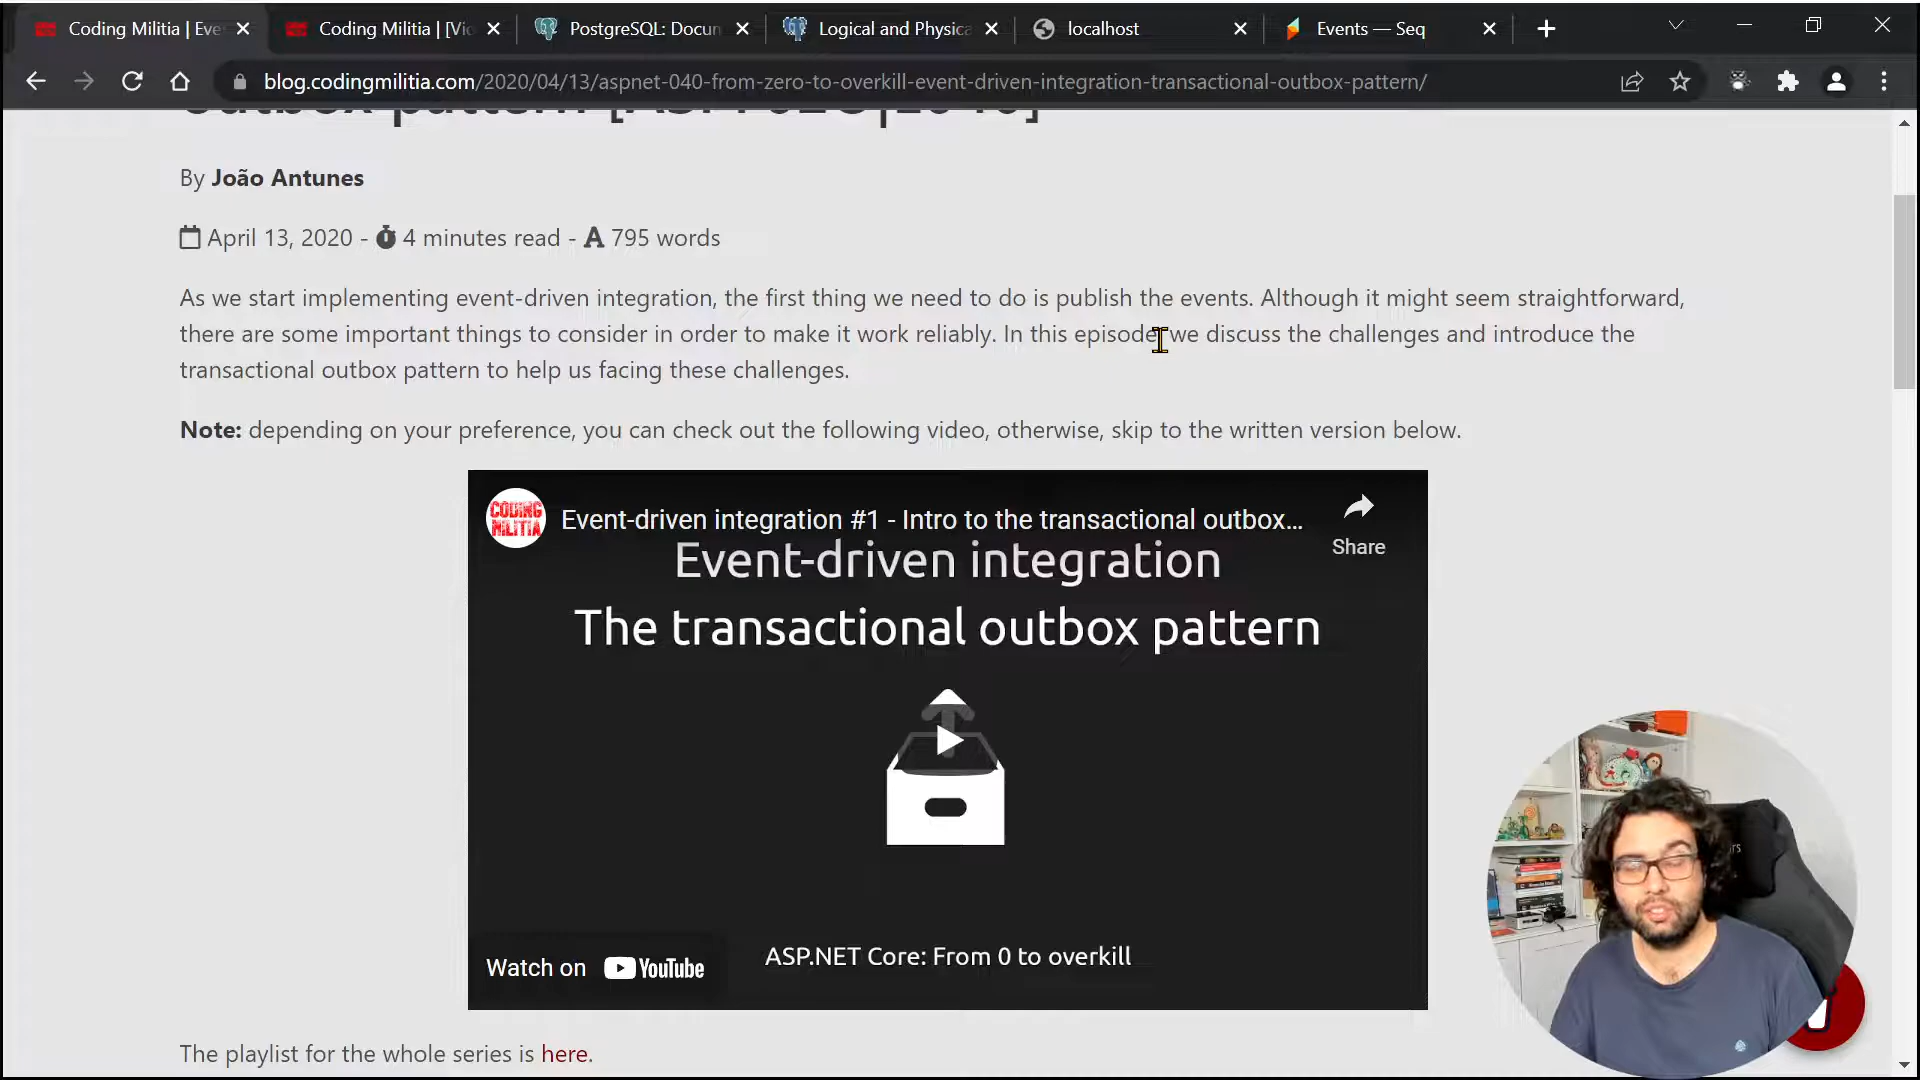 Coding Militia | Eve
Coding Militia | [Vi
PostgreSQL: Docun
Logical and Physica
localhost
Events — Seq
blog.codingmilitia.com/2020/04/13/aspnet-040-from-zero-to-overkill-event-driven-integration-transactional-outbox-pattern/
By João Antunes
April 13, 2020 - 4 minutes read - A 795 words
As we start implementing event-driven integration, the first thing we need to do is publish the events. Although it might seem straightforward,
there are some important things to consider in order to make it work reliably. In this episode, we discuss the challenges and introduce the
transactional outbox pattern to help us facing these challenges.
Note: depending on your preference, you can check out the following video, otherwise, skip to the written version below.
CODING
MILITIA
Event-driven integration #1 - Intro to the transactional outbox...
Share
Event-driven integration
The transactional outbox pattern
Watch on YouTube
ASP.NET Core: From 0 to overkill
The playlist for the whole series is here.